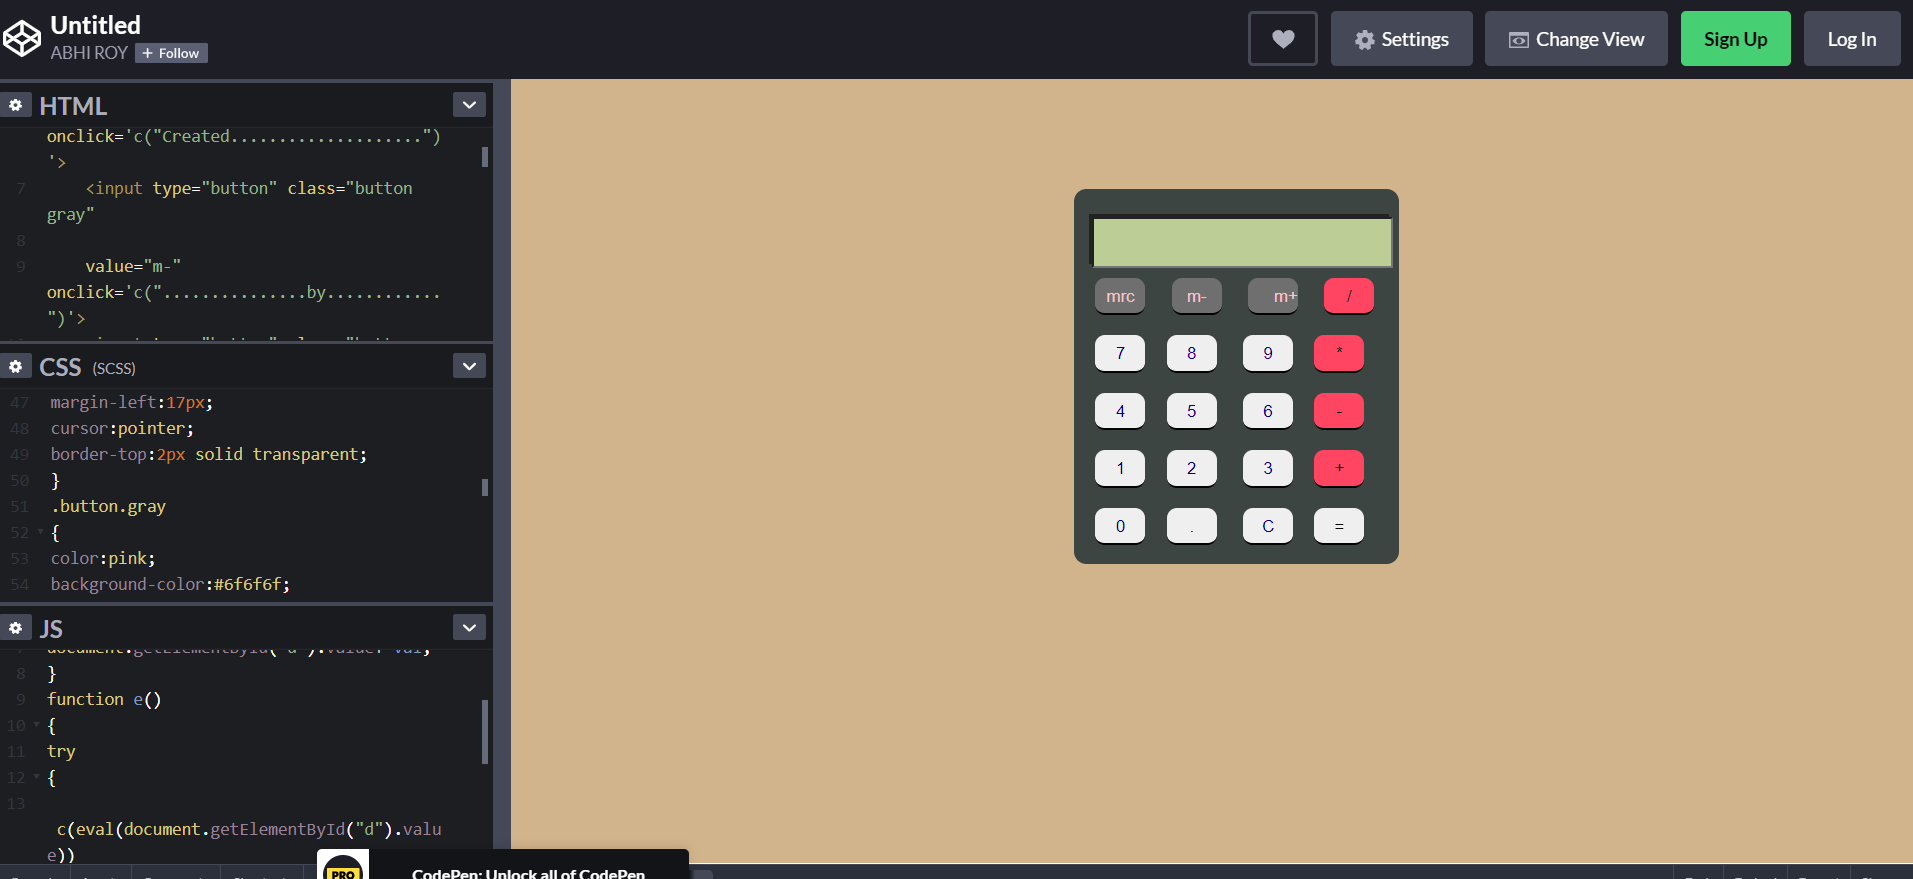 Untitled
ABHI ROY + Follow
Settings
Change View
Sign Up
Log In
HTML
onclick='c("Created....................")
'>
7 <input type="button" class="button
gray"
8
9 value="m-"
onclick='c("...............by............
")'>
CSS (SCSS)
47 margin-left:17px;
48 cursor:pointer;
49 border-top:2px solid transparent;
50 }
51 .button.gray
52 {
53 color:pink;
54 background-color:#6f6f6f;
JS
document.getElementById("d").value+=val;
8 }
9 function e()
10 {
11 try
12 {
13
c(eval(document.getElementById("d").valu
e))
mrc m- m+ /
7 8 9 *
4 5 6 -
1 2 3 +
0 . C =
PRO
CodePen: Unlock all of CodePen